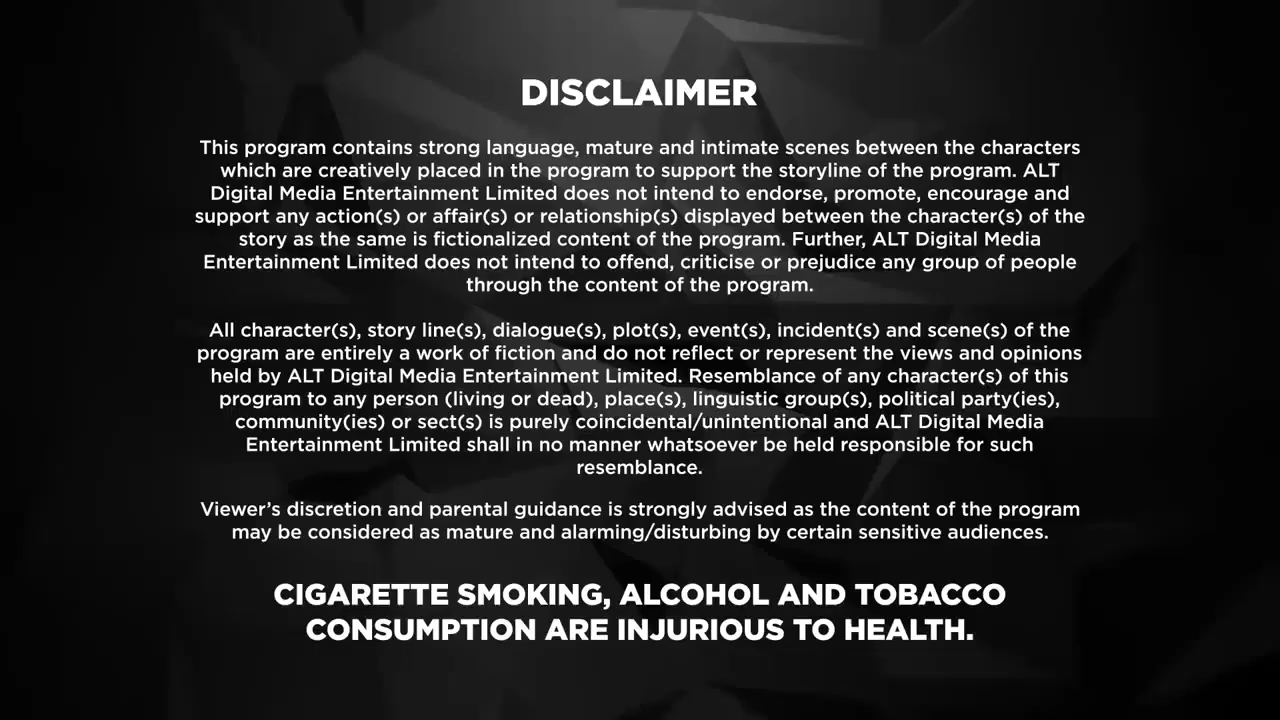 DISCLAIMER
This program contains strong language, mature and intimate scenes between the characters
which are creatively placed in the program to support the storyline of the program. ALT
Digital Media Entertainment Limited does not intend to endorse, promote, encourage and
support any action(s) or affair(s) or relationship(s) displayed between the character(s) of the
story as the same is fictionalized content of the program. Further, ALT Digital Media
Entertainment Limited does not intend to offend, criticise or prejudice any group of people
through the content of the program.
All character(s), story line(s), dialogue(s), plot(s), event(s), incident(s) and scene(s) of the
program are entirely a work of fiction and do not reflect or represent the views and opinions
held by ALT Digital Media Entertainment Limited. Resemblance of any character(s) of this
program to any person (living or dead), place(s), linguistic group(s), political party(ies),
community(ies) or sect(s) is purely coincidental/unintentional and ALT Digital Media
Entertainment Limited shall in no manner whatsoever be held responsible for such
resemblance.
Viewer's discretion and parental guidance is strongly advised as the content of the program
may be considered as mature and alarming/disturbing by certain sensitive audiences.
CIGARETTE SMOKING, ALCOHOL AND TOBACCO
CONSUMPTION ARE INJURIOUS TO HEALTH.